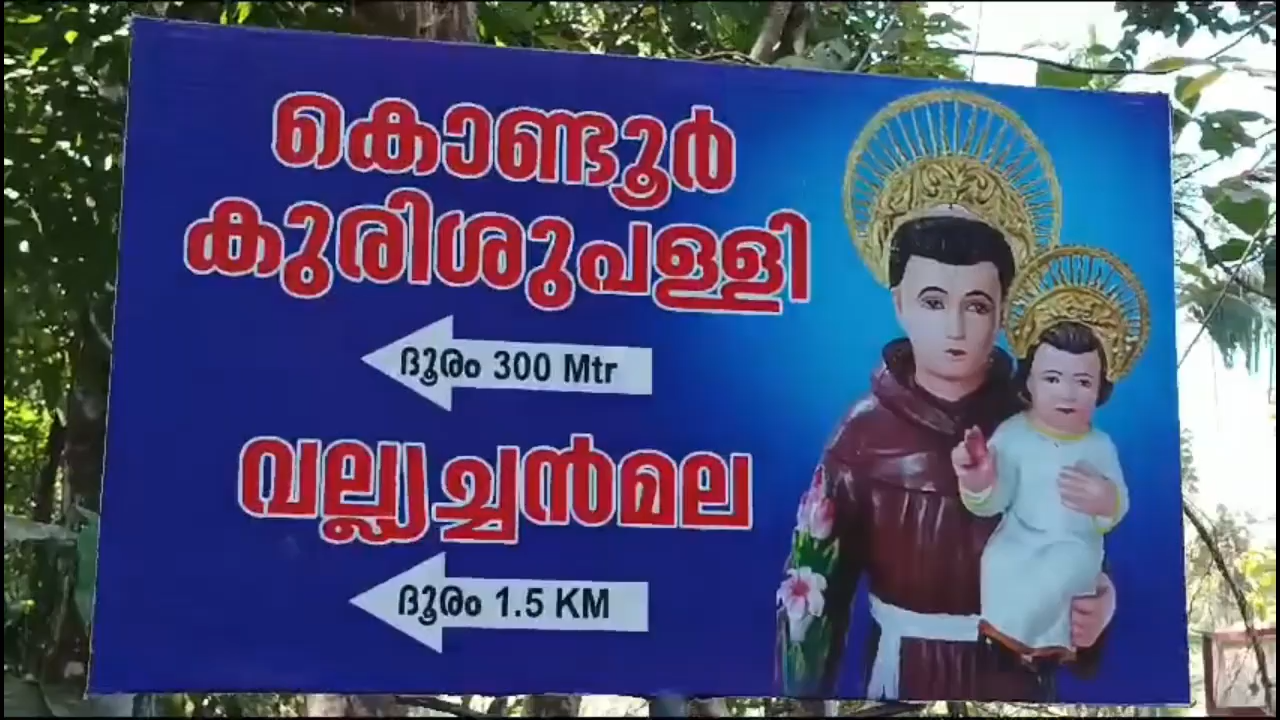 കൊണ്ടൂർ
കുരിശുപള്ളി
ദൂരം 300 Mtr
വല്ല്യച്ചൻമല
ദൂരം 1.5 KM